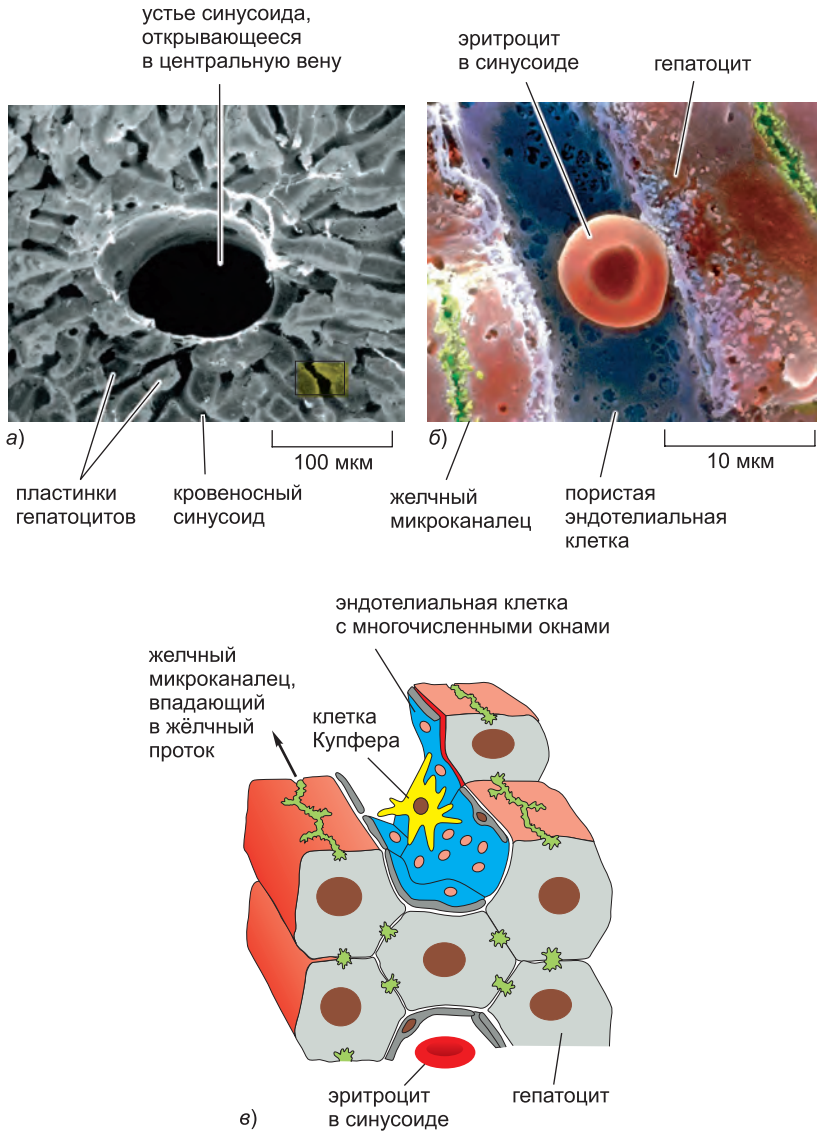 устье синусоида,
открывающееся
в центральную вену
эритроцит
в синусоиде
гепатоцит
а)
100 мкм
пластинки
гепатоцитов
кровеносный
синусоид
б)
10 мкм
желчный
микроканалец
пористая
эндотелиальная
клетка
эндотелиальная клетка
с многочисленными окнами
желчный
микроканалец,
впадающий
в жёлчный
проток
клетка
Купфера
эритроцит
в синусоиде
гепатоцит
в)